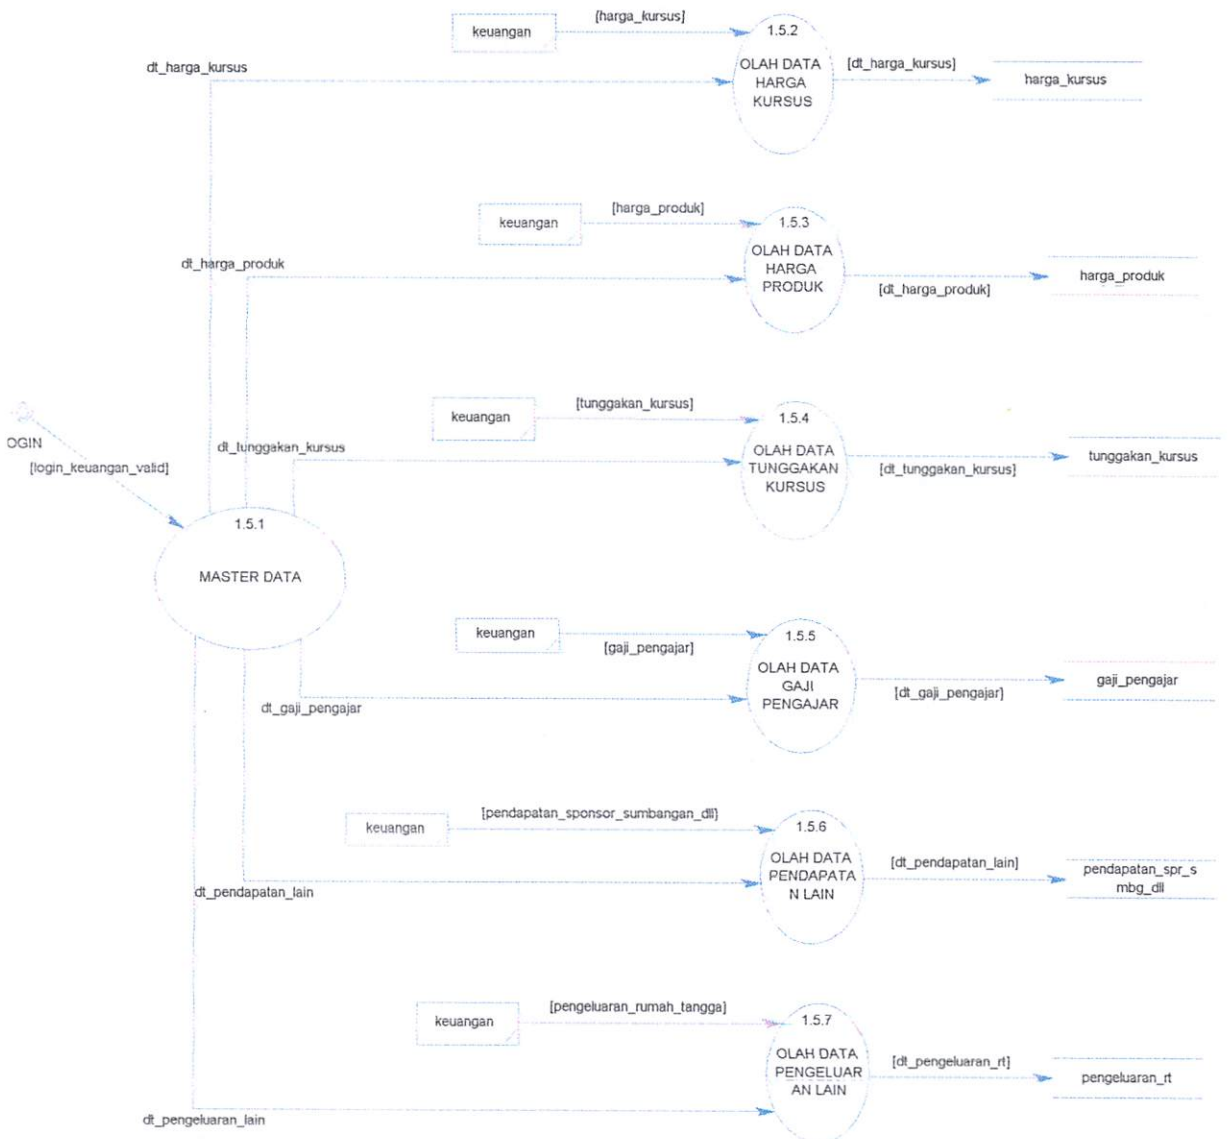 keuangan
[harga_kursus]
1.5.2
OLAH DATA
HARGA
KURSUS
dt_harga_kursus
[dt_harga_kursus]
harga_kursus
keuangan
[harga_produk]
1.5.3
OLAH DATA
HARGA
PRODUK
dt_harga_produk
[dt_harga_produk]
harga_produk
keuangan
[tunggakan_kursus]
1.5.4
OLAH DATA
TUNGGAKAN
KURSUS
OGIN
[login_keuangan_valid]
dt_tunggakan_kursus
[dt_tunggakan_kursus]
tunggakan_kursus
1.5.1
MASTER DATA
keuangan
[gaji_pengajar]
1.5.5
OLAH DATA
GAJI
PENGAJAR
dt_gaji_pengajar
[dt_gaji_pengajar]
gaji_pengajar
keuangan
[pendapatan_sponsor_sumbangan_dll]
1.5.6
OLAH DATA
PENDAPATA
N LAIN
dt_pendapatan_lain
[dt_pendapatan_lain]
pendapatan_spr_s
mbg_dll
keuangan
[pengeluaran_rumah_tangga]
1.5.7
OLAH DATA
PENGELUAR
AN LAIN
dt_pengeluaran_lain
[dt_pengeluaran_rt]
pengeluaran_rt